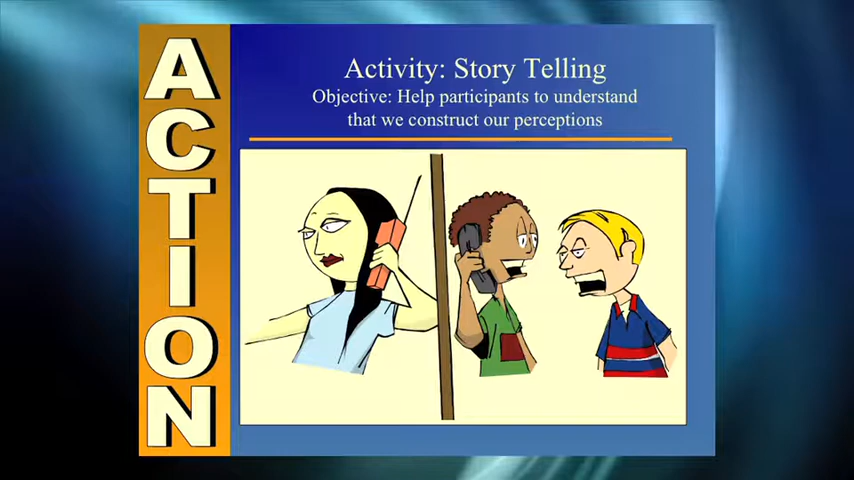 ACTION
Activity: Story Telling
Objective: Help participants to understand
that we construct our perceptions